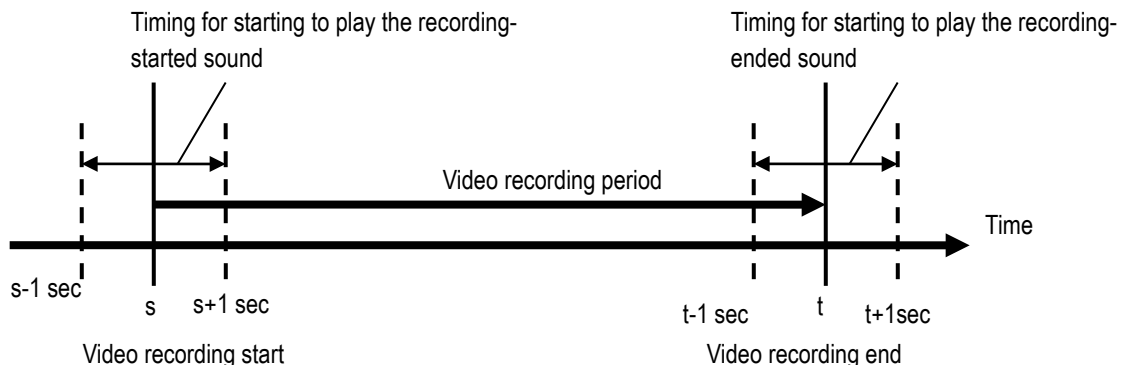 Timing for starting to play the recording-
started sound
Timing for starting to play the recording-
ended sound
Video recording period
Time
s-1 sec
s
s+1 sec
t-1 sec
t
t+1sec
Video recording start
Video recording end